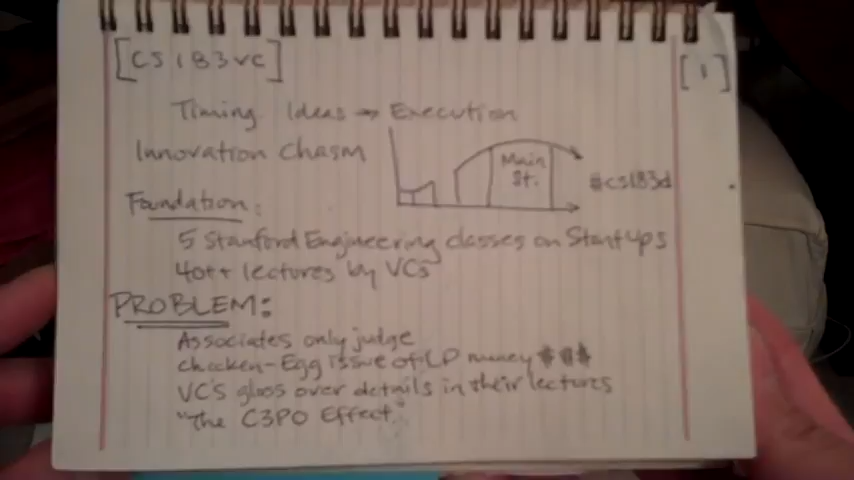 [CS183VC]
[1]
Timing Ideas → Execution
Innovation Chasm
Main
St.
#CS183d
Foundation:
5 Stanford Engineering classes on Startups
40++ lectures by VCs
PROBLEM:
Associates only judge
chicken-Egg issue of LP money $$$
VC'S gloss over details in their lectures
"The C3PO Effect"